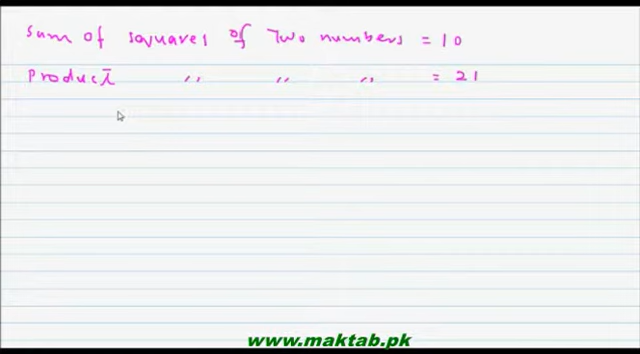 Sum of squares of Two numbers = 10
Product " " " = 21
www.maktab.pk